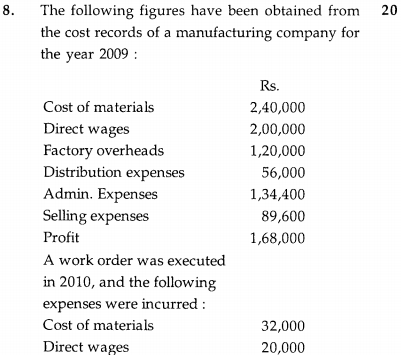 8. The following figures have been obtained from 20
the cost records of a manufacturing company for
the year 2009 :
Rs.
Cost of materials 2,40,000
Direct wages 2,00,000
Factory overheads 1,20,000
Distribution expenses 56,000
Admin. Expenses 1,34,400
Selling expenses 89,600
Profit 1,68,000
A work order was executed
in 2010, and the following
expenses were incurred :
Cost of materials 32,000
Direct wages 20,000